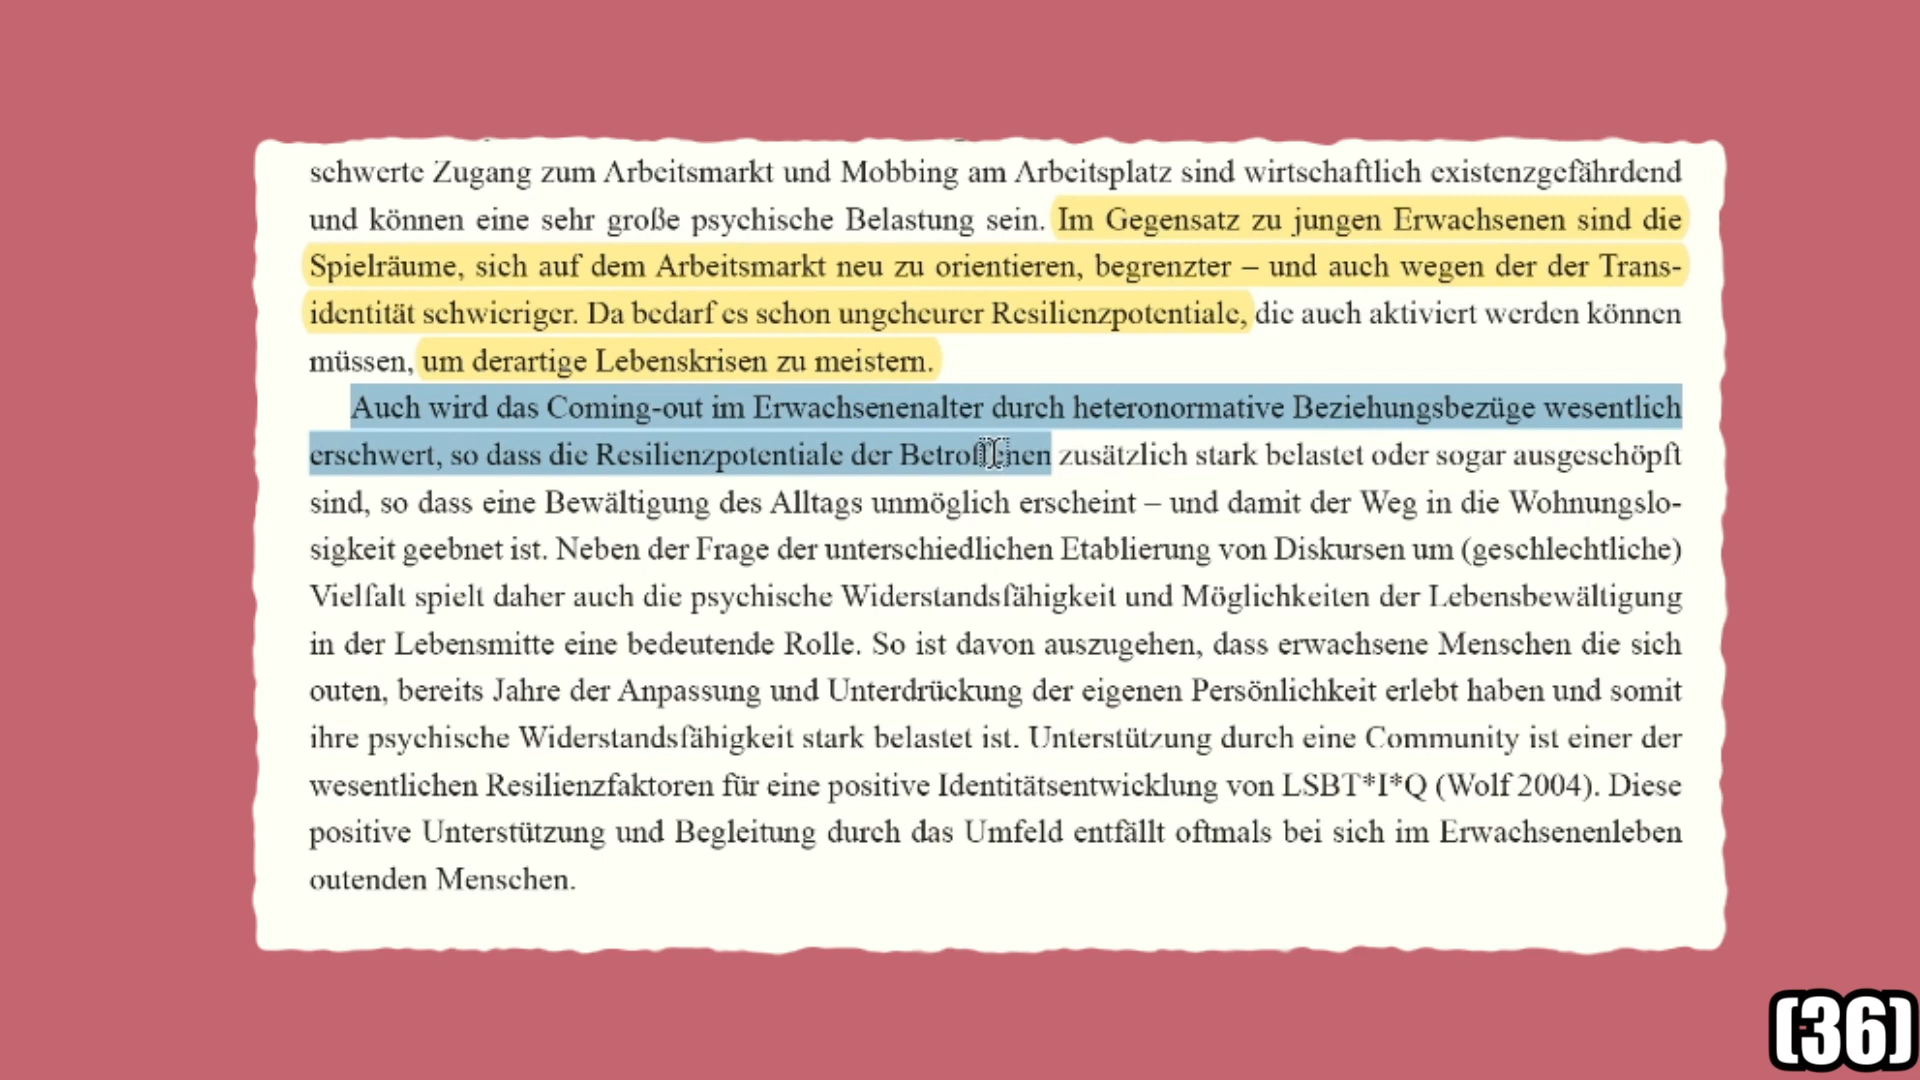 schwerte Zugang zum Arbeitsmarkt und Mobbing am Arbeitsplatz sind wirtschaftlich existenzgefährdend
und können eine sehr große psychische Belastung sein. Im Gegensatz zu jungen Erwachsenen sind die
Spielräume, sich auf dem Arbeitsmarkt neu zu orientieren, begrenzter – und auch wegen der der Trans-
identität schwieriger. Da bedarf es schon ungeheurer Resilienzpotentiale, die auch aktiviert werden können
müssen, um derartige Lebenskrisen zu meistern.
Auch wird das Coming-out im Erwachsenenalter durch heteronormative Beziehungsbezüge wesentlich
erschwert, so dass die Resilienzpotentiale der Betroffenen zusätzlich stark belastet oder sogar ausgeschöpft
sind, so dass eine Bewältigung des Alltags unmöglich erscheint – und damit der Weg in die Wohnungslo-
sigkeit geebnet ist. Neben der Frage der unterschiedlichen Etablierung von Diskursen um (geschlechtliche)
Vielfalt spielt daher auch die psychische Widerstandsfähigkeit und Möglichkeiten der Lebensbewältigung
in der Lebensmitte eine bedeutende Rolle. So ist davon auszugehen, dass erwachsene Menschen die sich
outen, bereits Jahre der Anpassung und Unterdrückung der eigenen Persönlichkeit erlebt haben und somit
ihre psychische Widerstandsfähigkeit stark belastet ist. Unterstützung durch eine Community ist einer der
wesentlichen Resilienzfaktoren für eine positive Identitätsentwicklung von LSBT*I*Q (Wolf 2004). Diese
positive Unterstützung und Begleitung durch das Umfeld entfällt oftmals bei sich im Erwachsenenleben
outenden Menschen.
(36)